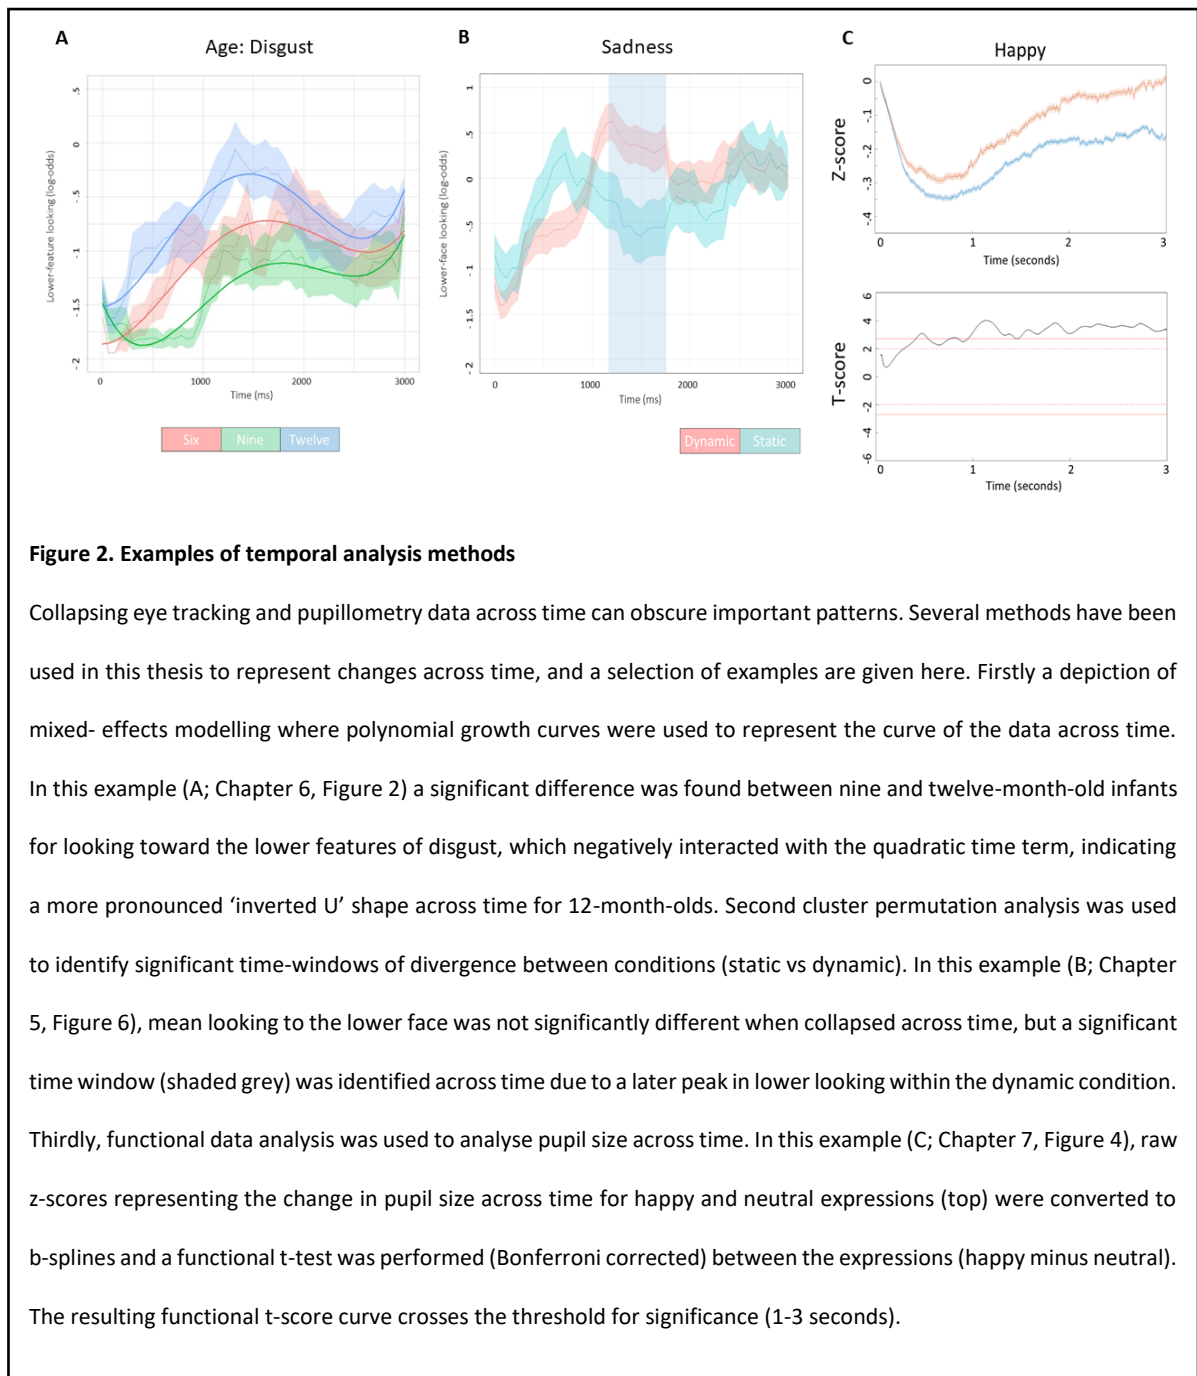 A
Age: Disgust
Lower-feature looking (log-odds)
.5
0
-.5
-1
-1.5
-2
0
1000
2000
3000
Time (ms)
Six
Nine
Twelve
B
Sadness
Lower-face looking (log-odds)
1
.5
0
-.5
-1
-1.5
-2
0
1000
2000
3000
Time (ms)
Dynamic
Static
C
Happy
Z-score
0
-.1
-.2
-.3
-.4
0
1
2
3
Time (seconds)
T-score
6
4
2
0
-2
-4
-6
0
1
2
3
Time (seconds)
Figure 2. Examples of temporal analysis methods
Collapsing eye tracking and pupillometry data across time can obscure important patterns. Several methods have been
used in this thesis to represent changes across time, and a selection of examples are given here. Firstly a depiction of
mixed- effects modelling where polynomial growth curves were used to represent the curve of the data across time.
In this example (A; Chapter 6, Figure 2) a significant difference was found between nine and twelve-month-old infants
for looking toward the lower features of disgust, which negatively interacted with the quadratic time term, indicating
a more pronounced ‘inverted U’ shape across time for 12-month-olds. Second cluster permutation analysis was used
to identify significant time-windows of divergence between conditions (static vs dynamic). In this example (B; Chapter
5, Figure 6), mean looking to the lower face was not significantly different when collapsed across time, but a significant
time window (shaded grey) was identified across time due to a later peak in lower looking within the dynamic condition.
Thirdly, functional data analysis was used to analyse pupil size across time. In this example (C; Chapter 7, Figure 4), raw
z-scores representing the change in pupil size across time for happy and neutral expressions (top) were converted to
b-splines and a functional t-test was performed (Bonferroni corrected) between the expressions (happy minus neutral).
The resulting functional t-score curve crosses the threshold for significance (1-3 seconds).